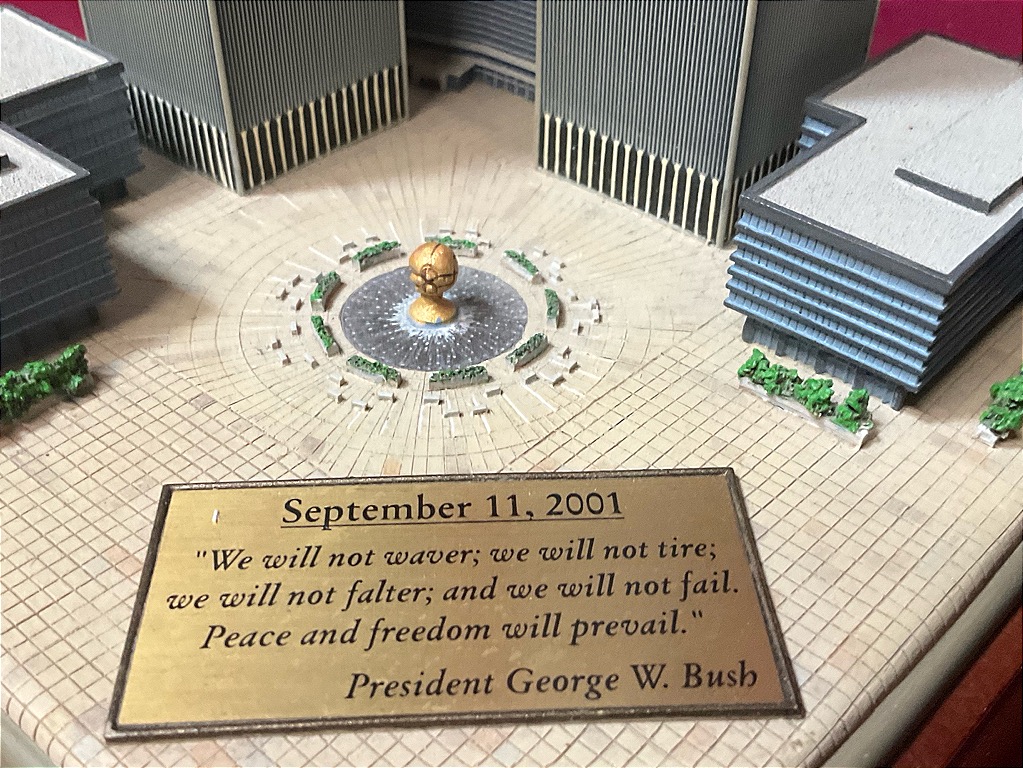 September 11, 2001
"We will not waver; we will not tire;
we will not falter; and we will not fail.
Peace and freedom will prevail."
President George W. Bush